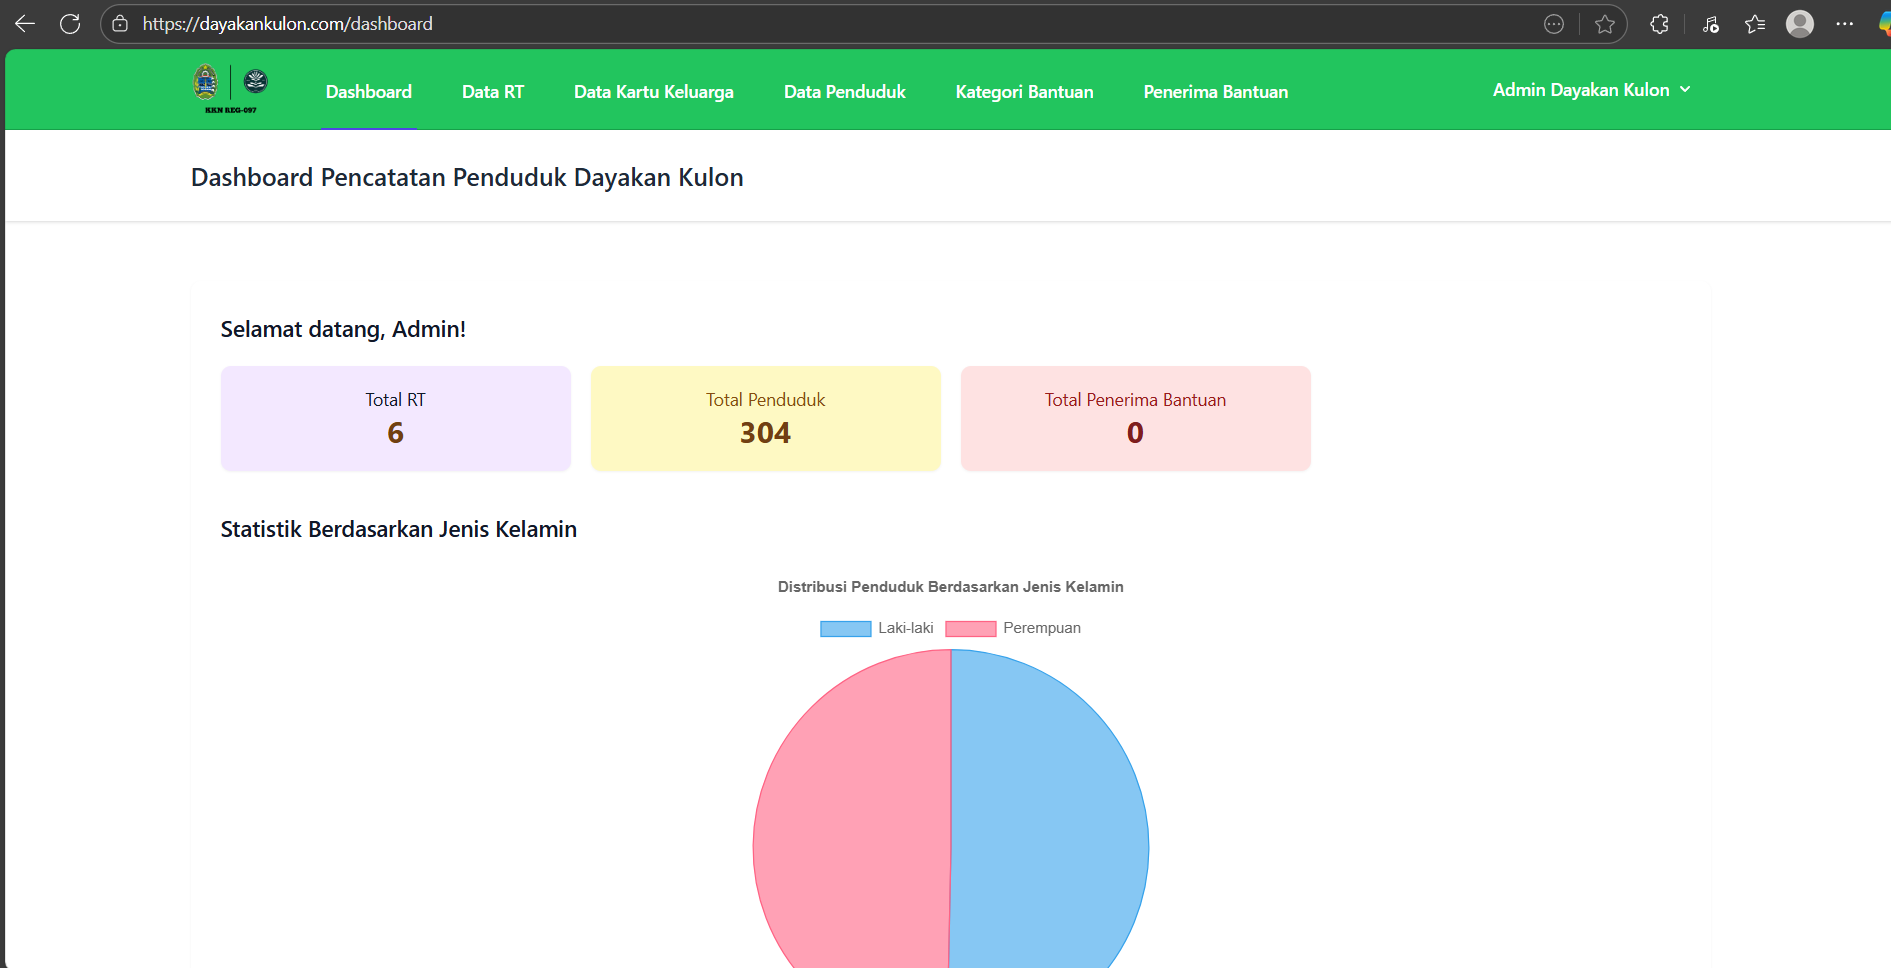 https://dayakankulon.com/dashboard
KKN REG-097
Dashboard Data RT Data Kartu Keluarga Data Penduduk Kategori Bantuan Penerima Bantuan Admin Dayakan Kulon
Dashboard Pencatatan Penduduk Dayakan Kulon
Selamat datang, Admin!
Total RT
6
Total Penduduk
304
Total Penerima Bantuan
0
Statistik Berdasarkan Jenis Kelamin
Distribusi Penduduk Berdasarkan Jenis Kelamin
Laki-laki Perempuan